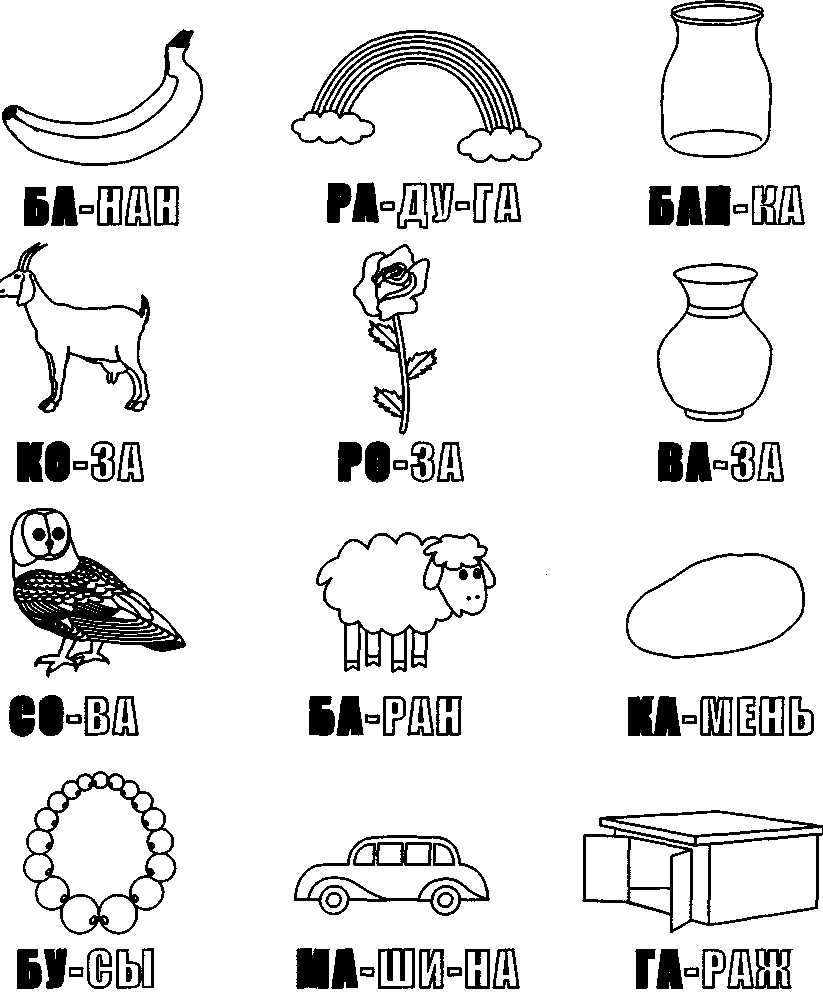 БА-НАН РА-ДУ-ГА БАН-КА
КО-ЗА РО-ЗА ВА-ЗА
СО-ВА БА-РАН КА-МЕНЬ
БУ-СЫ МА-ШИ-НА ГА-РАЖ